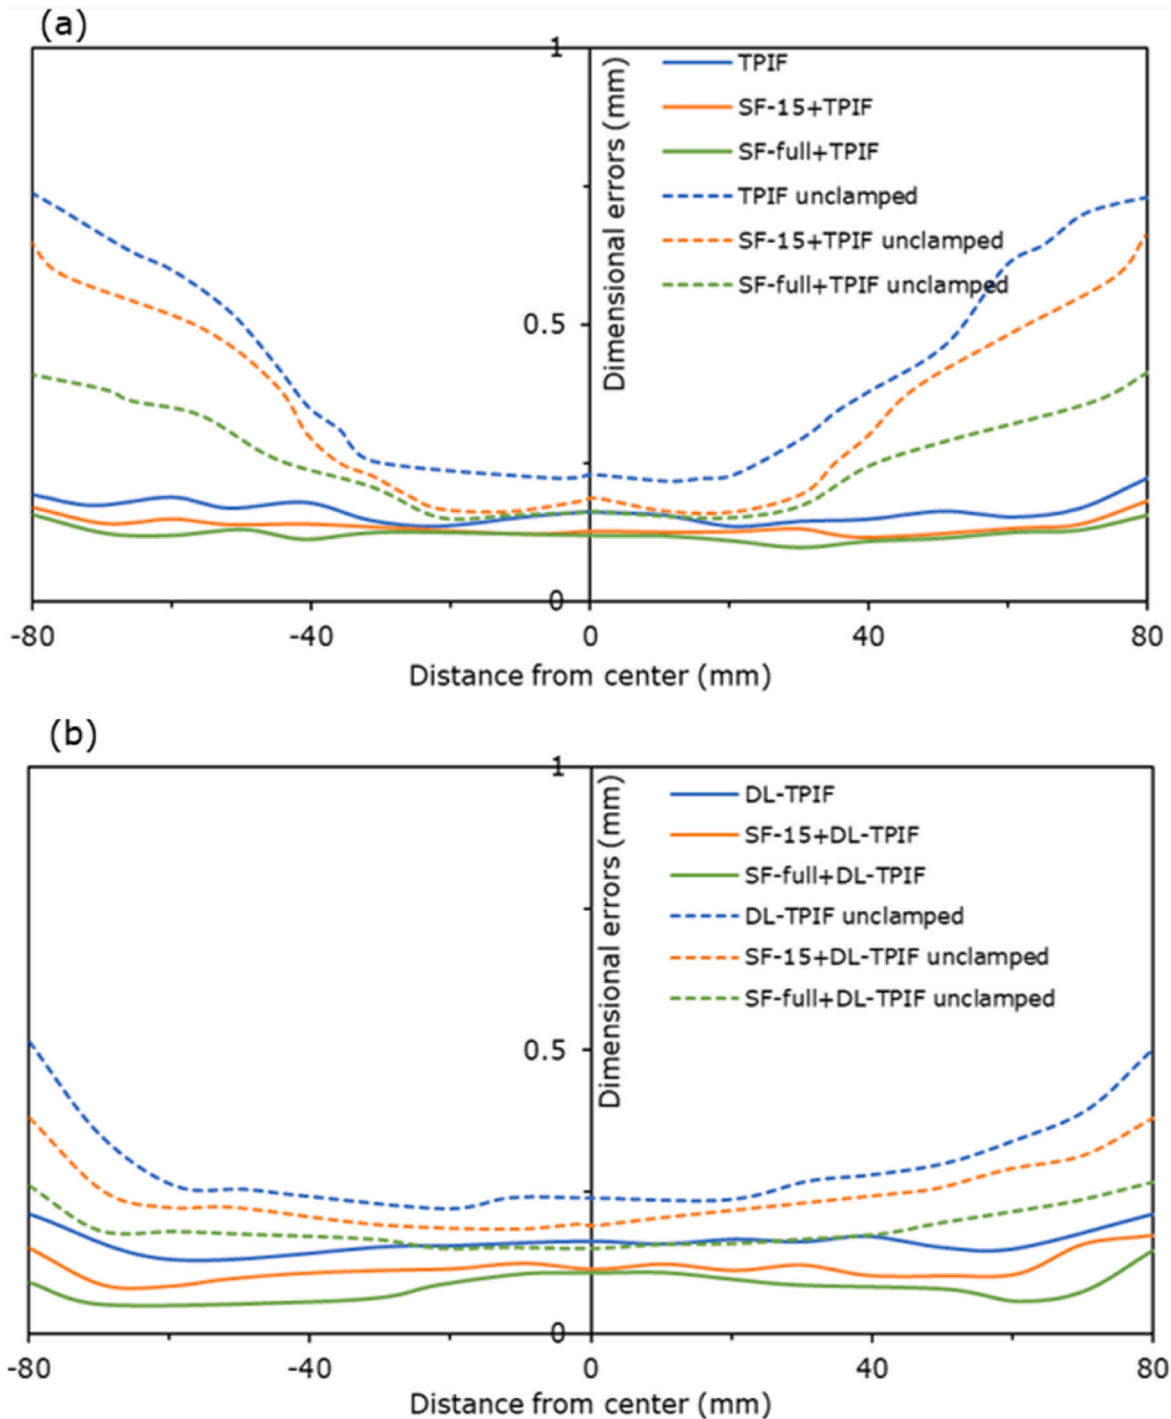 (a)
1
Dimensional errors (mm)
TPIF
SF-15+TPIF
SF-full+TPIF
TPIF unclamped
SF-15+TPIF unclamped
SF-full+TPIF unclamped
0.5
0
-80
-40
0
40
80
Distance from center (mm)
(b)
1
Dimensional errors (mm)
DL-TPIF
SF-15+DL-TPIF
SF-full+DL-TPIF
DL-TPIF unclamped
SF-15+DL-TPIF unclamped
SF-full+DL-TPIF unclamped
0.5
0
-80
-40
0
40
80
Distance from center (mm)